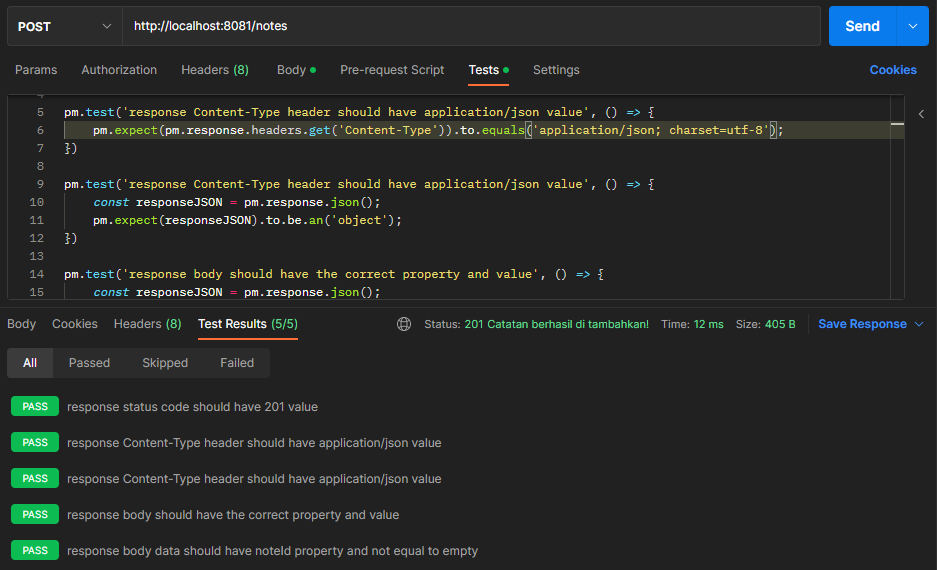 POST http://localhost:8081/notes Send
Params Authorization Headers (8) Body Pre-request Script Tests Settings Cookies
4
5 pm.test('response Content-Type header should have application/json value', () => {
6 pm.expect(pm.response.headers.get('Content-Type')).to.equals('application/json; charset=utf-8');
7 })
8
9 pm.test('response Content-Type header should have application/json value', () => {
10 const responseJSON = pm.response.json();
11 pm.expect(responseJSON).to.be.an('object');
12 })
13
14 pm.test('response body should have the correct property and value', () => {
15 const responseJSON = pm.response.json();
Body Cookies Headers (8) Test Results (5/5) Status: 201 Catatan berhasil di tambahkan! Time: 12 ms Size: 405 B Save Response
All Passed Skipped Failed
PASS response status code should have 201 value
PASS response Content-Type header should have application/json value
PASS response Content-Type header should have application/json value
PASS response body should have the correct property and value
PASS response body data should have noteId property and not equal to empty